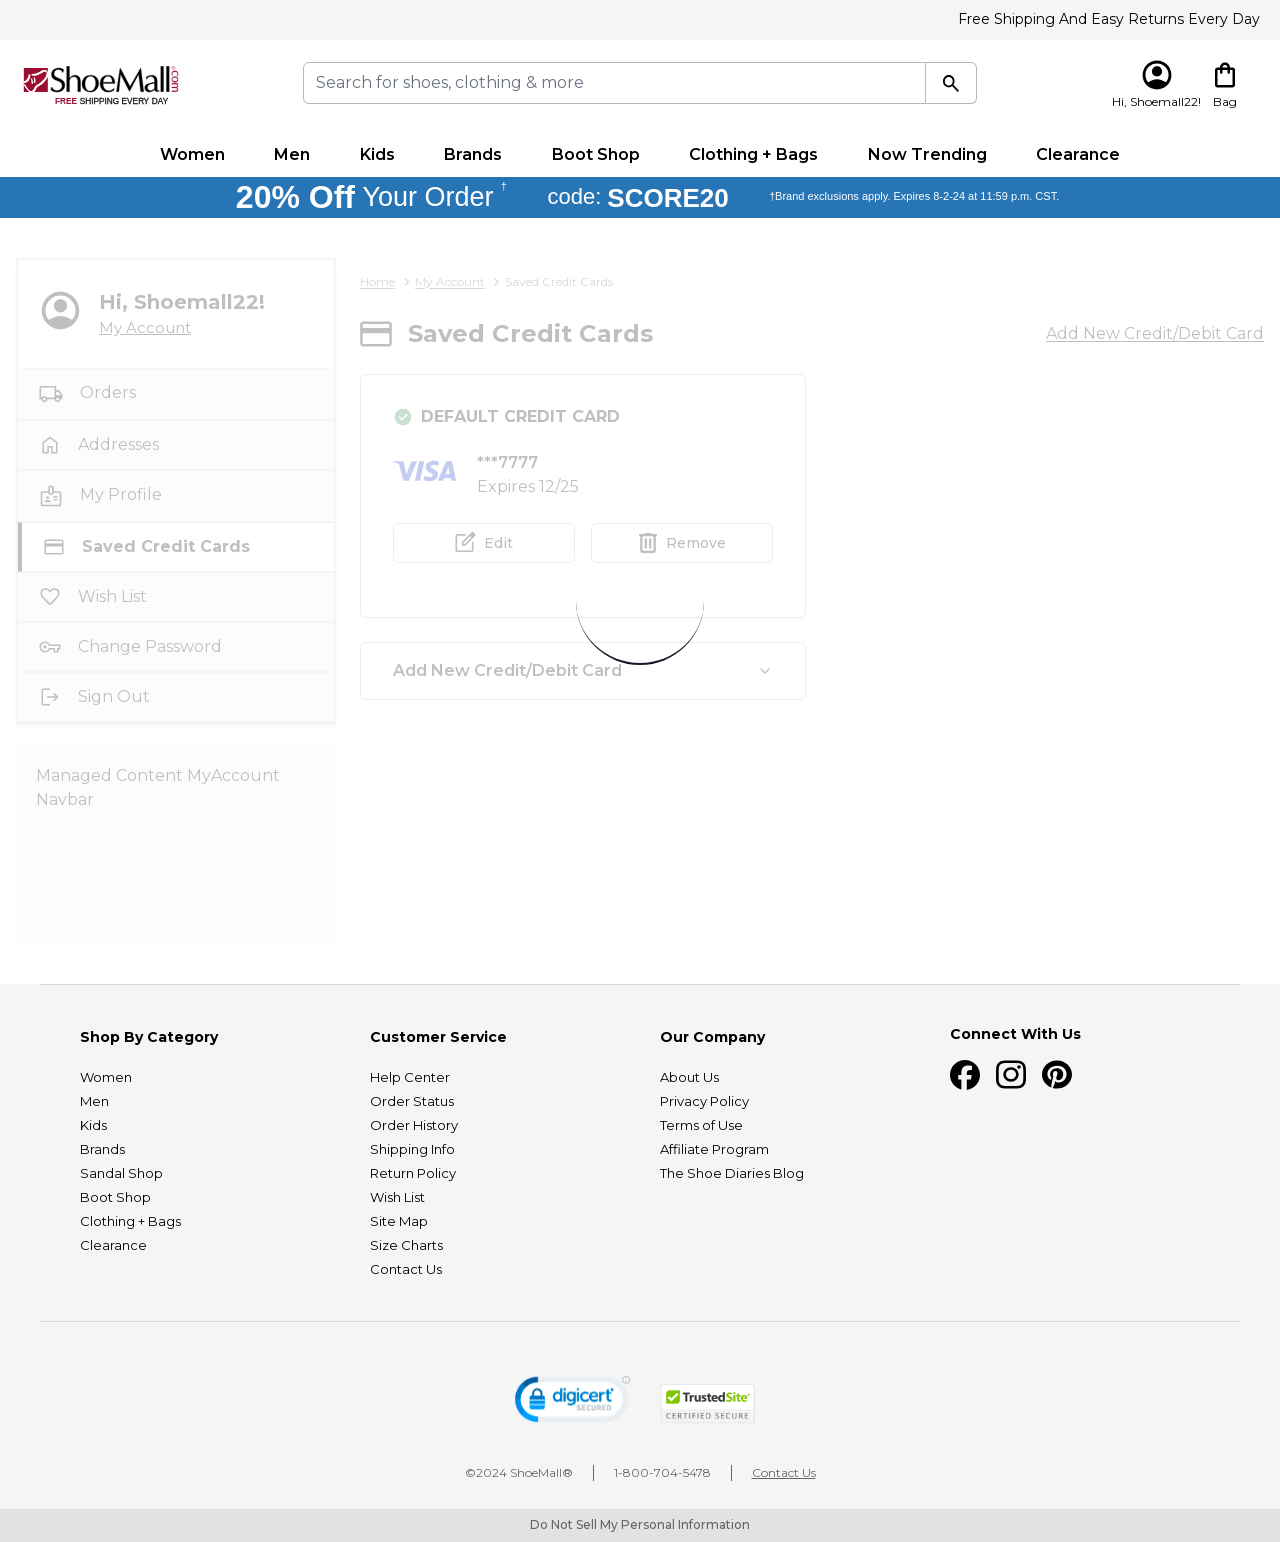 Free Shipping And Easy Returns Every Day
ShoeMall.com
FREE SHIPPING EVERY DAY
Search for shoes, clothing & more
Hi, Shoemall22!
Bag
Women Men Kids Brands Boot Shop Clothing + Bags Now Trending Clearance
20% Off Your Order † code: SCORE20 †Brand exclusions apply. Expires 8-2-24 at 11:59 p.m. CST.
Hi, Shoemall22!
My Account
Orders
Addresses
My Profile
Saved Credit Cards
Wish List
Change Password
Sign Out
Managed Content MyAccount
Navbar
Home > My Account > Saved Credit Cards
Saved Credit Cards
Add New Credit/Debit Card
DEFAULT CREDIT CARD
VISA
***7777
Expires 12/25
Edit
Remove
Add New Credit/Debit Card
Shop By Category
Women
Men
Kids
Brands
Sandal Shop
Boot Shop
Clothing + Bags
Clearance
Customer Service
Help Center
Order Status
Order History
Shipping Info
Return Policy
Wish List
Site Map
Size Charts
Contact Us
Our Company
About Us
Privacy Policy
Terms of Use
Affiliate Program
The Shoe Diaries Blog
Connect With Us
digicert
SECURED
TrustedSite
CERTIFIED SECURE
©2024 ShoeMall®
1-800-704-5478
Contact Us
Do Not Sell My Personal Information